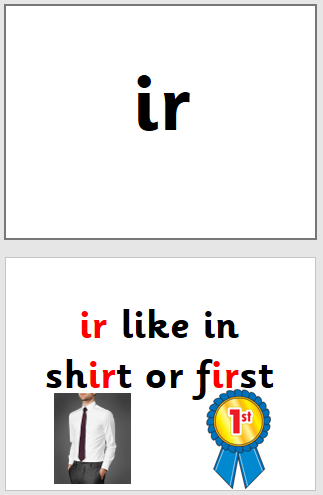 ir
ir like in
shirt or first
1st